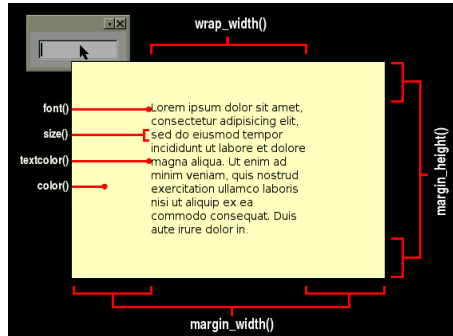 wrap_width()
font()
size()
textcolor()
color()
Lorem ipsum dolor sit amet,
consectetur adipisicing elit,
sed do eiusmod tempor
incididunt ut labore et dolore
magna aliqua. Ut enim ad
minim veniam, quis nostrud
exercitation ullamco laboris
nisi ut aliquip ex ea
commodo consequat. Duis
aute irure dolor in.
margin_height()
margin_width()